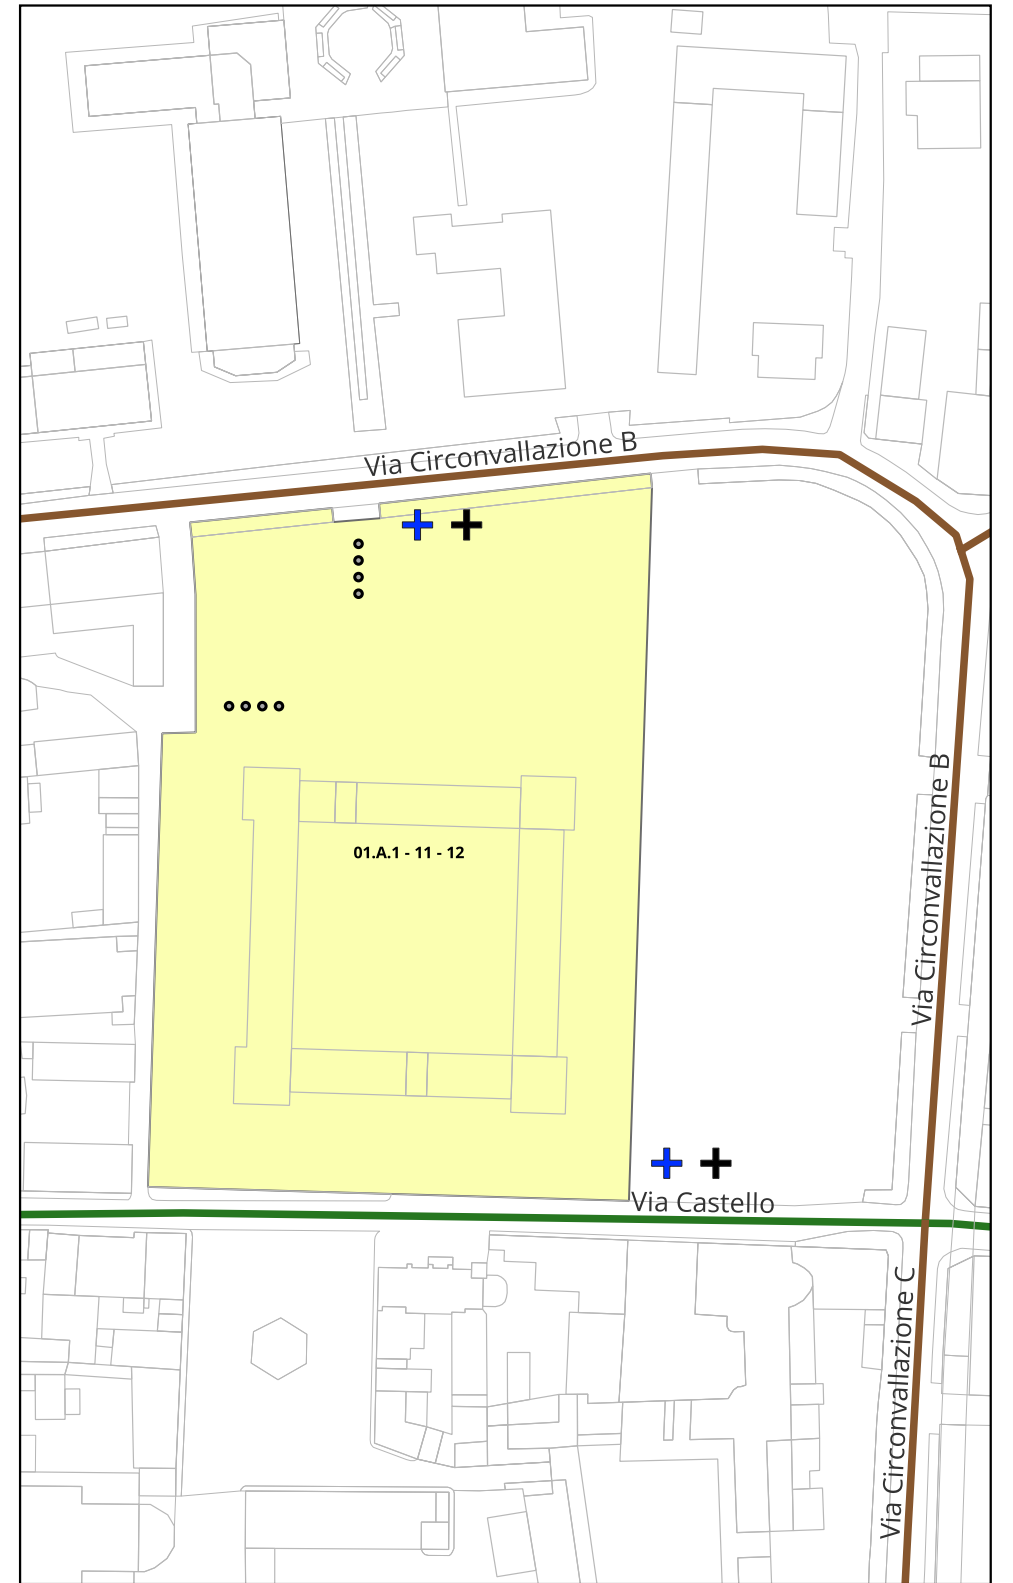 Via Circonvallazione B
Via Circonvallazione B
01.A.1 - 11 - 12
Via Castello
Via Circonvallazione C